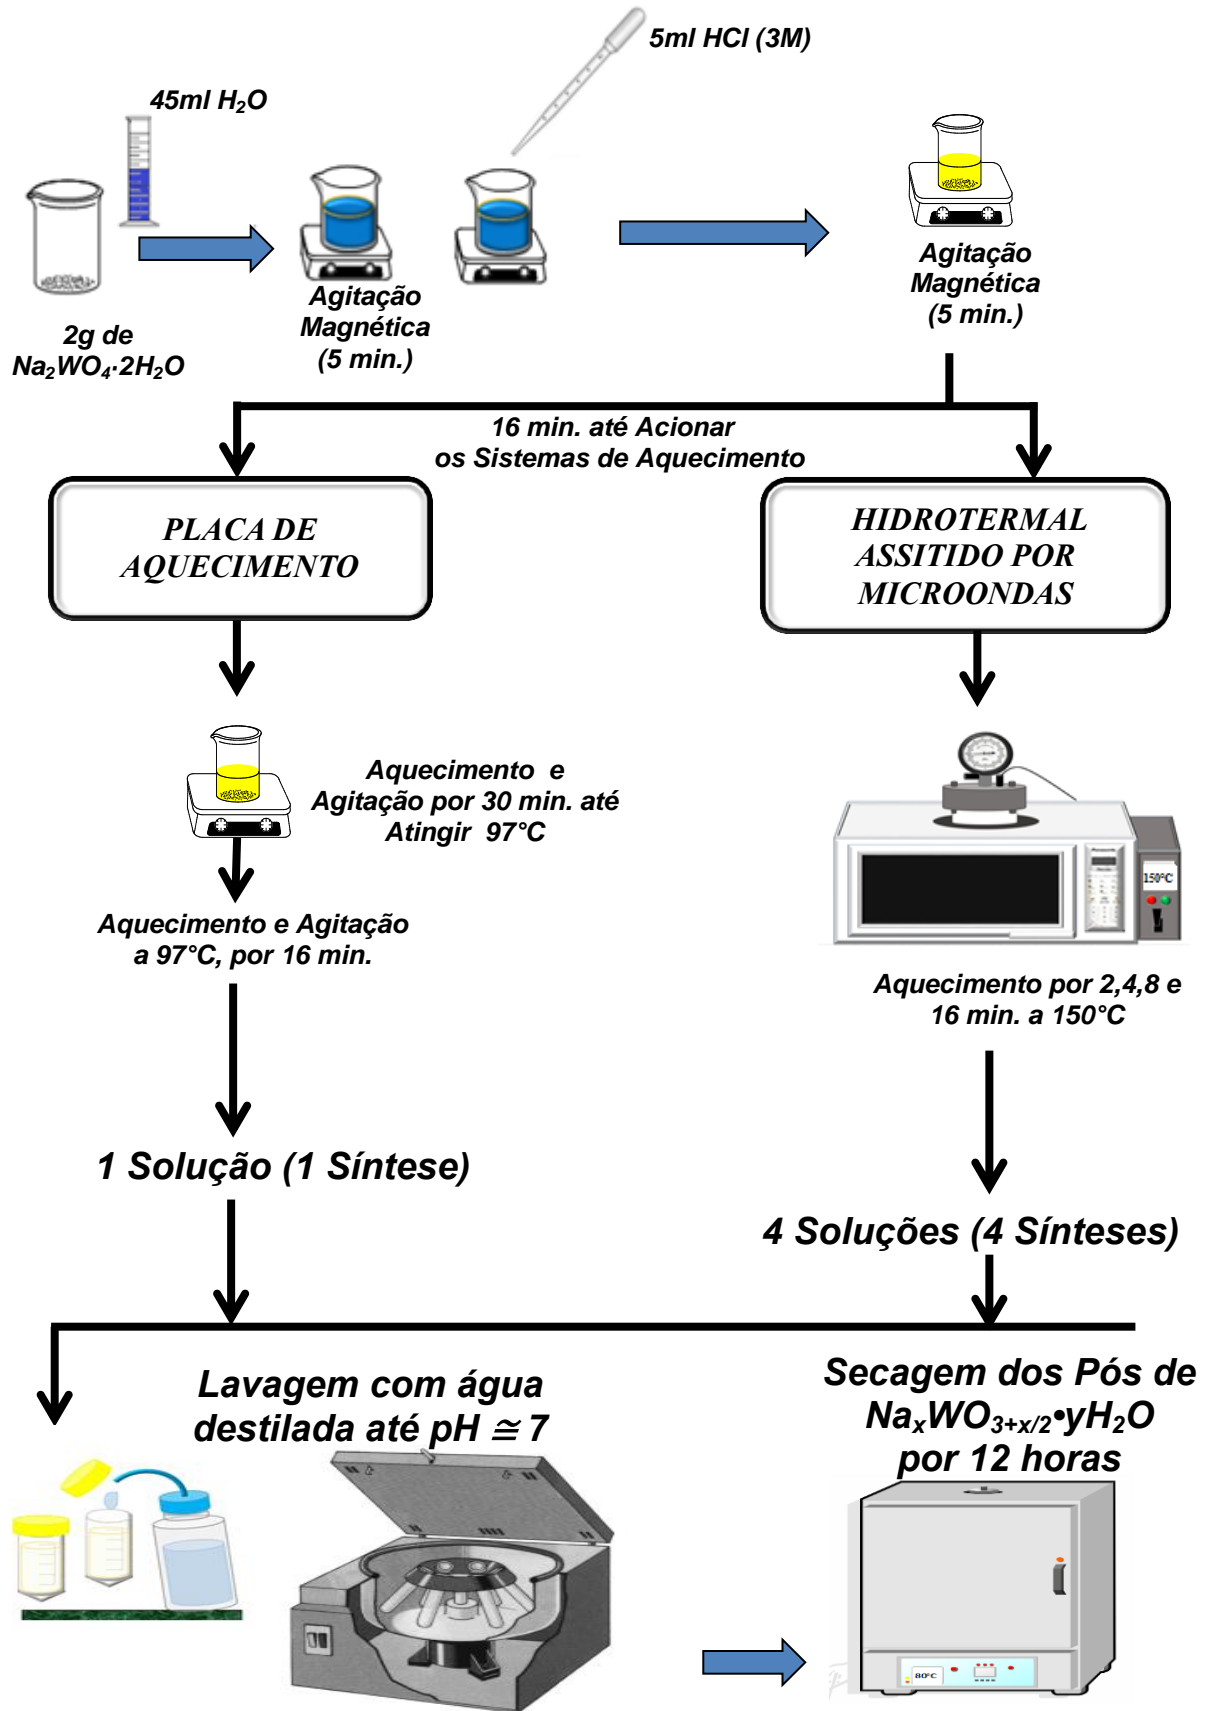 5ml HCl (3M)
45ml H₂O
2g de
Na₂WO₄·2H₂O
Agitação
Magnética
(5 min.)
Agitação
Magnética
(5 min.)
16 min. até Acionar
os Sistemas de Aquecimento
PLACA DE
AQUECIMENTO
HIDROTERMAL
ASSITIDO POR
MICROONDAS
Aquecimento e
Agitação por 30 min. até
Atingir 97°C
150°C
Aquecimento e Agitação
a 97°C, por 16 min.
Aquecimento por 2,4,8 e
16 min. a 150°C
1 Solução (1 Síntese)
4 Soluções (4 Sínteses)
Lavagem com água
destilada até pH ≅ 7
Secagem dos Pós de
NaₓWO₃₊ₓ/₂•yH₂O
por 12 horas
80°C